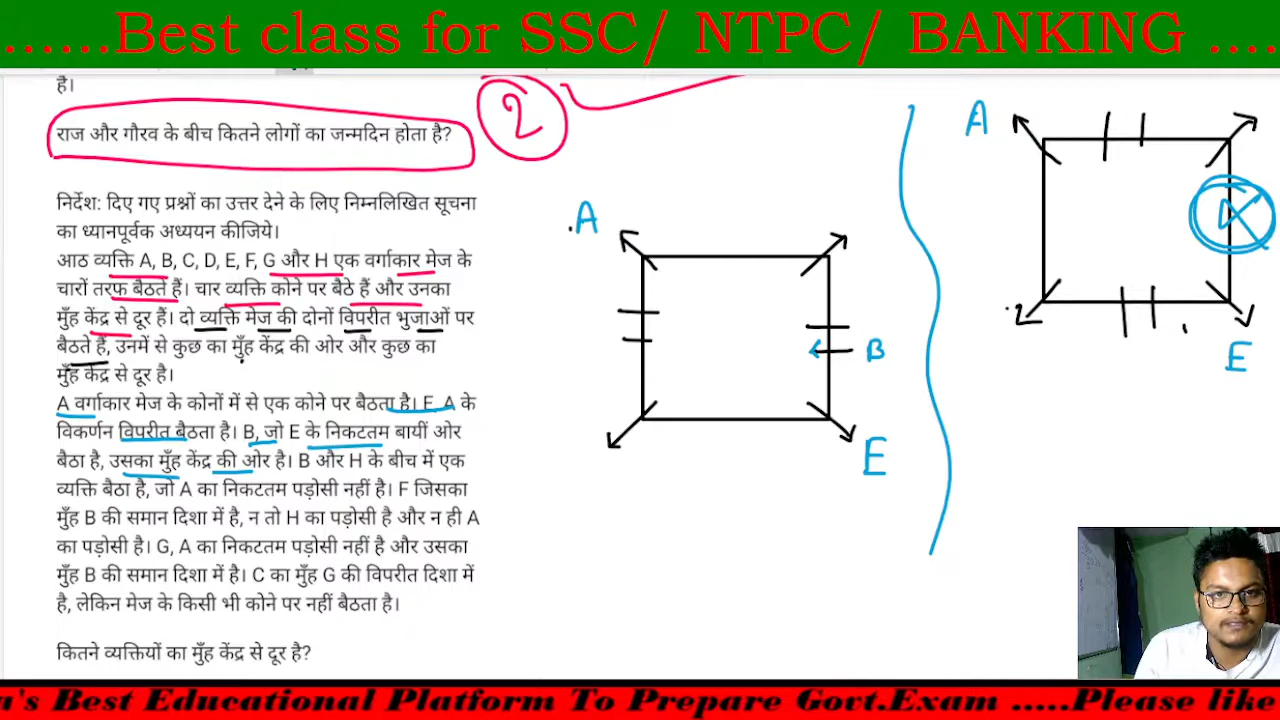 ......Best class for SSC/ NTPC/ BANKING ....
है।
2
राज और गौरव के बीच कितने लोगों का जन्मदिन होता है?
निर्देश: दिए गए प्रश्नों का उत्तर देने के लिए निम्नलिखित सूचना
का ध्यानपूर्वक अध्ययन कीजिये।
आठ व्यक्ति A, B, C, D, E, F, G और H एक वर्गाकार मेज के
चारों तरफ बैठते हैं। चार व्यक्ति कोने पर बैठे हैं और उनका
मुँह केंद्र से दूर हैं। दो व्यक्ति मेज की दोनों विपरीत भुजाओं पर
बैठते हैं, उनमें से कुछ का मुँह केंद्र की ओर और कुछ का
मुँह केंद्र से दूर है।
A वर्गाकार मेज के कोनों में से एक कोने पर बैठता है। E, A के
विकर्णन विपरीत बैठता है। B, जो E के निकटतम बायीं ओर
बैठा है, उसका मुँह केंद्र की ओर है। B और H के बीच में एक
व्यक्ति बैठा है, जो A का निकटतम पड़ोसी नहीं है। F जिसका
मुँह B की समान दिशा में है, न तो H का पड़ोसी है और न ही A
का पड़ोसी है। G, A का निकटतम पड़ोसी नहीं है और उसका
मुँह B की समान दिशा में है। C का मुँह G की विपरीत दिशा में
है, लेकिन मेज के किसी भी कोने पर नहीं बैठता है।
कितने व्यक्तियों का मुँह केंद्र से दूर है?
A
B
E
A
E
a's Best Educational Platform To Prepare Govt.Exam .....Please like